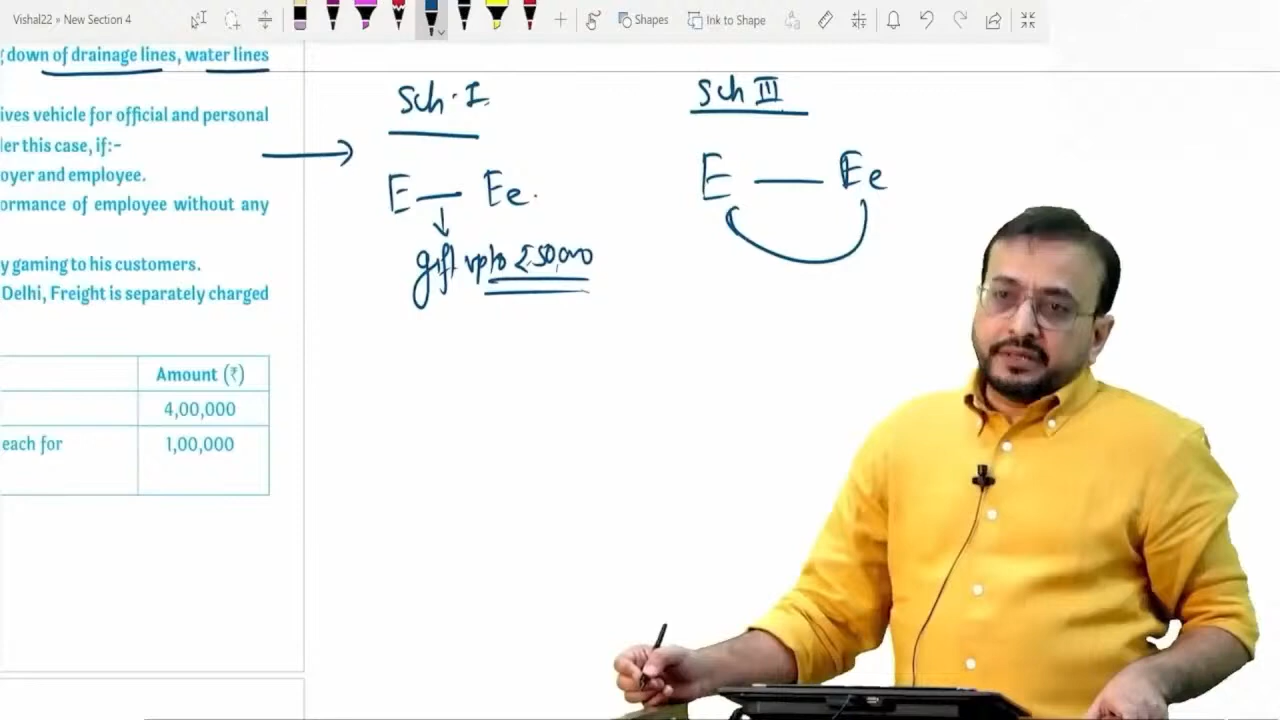 Vishal22 » New Section 4
Shapes
Ink to Shape
down of drainage lines, water lines
ives vehicle for official and personal
ler this case, if:-
oyer and employee.
ormance of employee without any
y gaming to his customers.
Delhi, Freight is separately charged
Amount (₹)
4,00,000
each for 1,00,000
Sch. I
E — Ee.
gift upto ₹50,000
Sch III
E — Ee